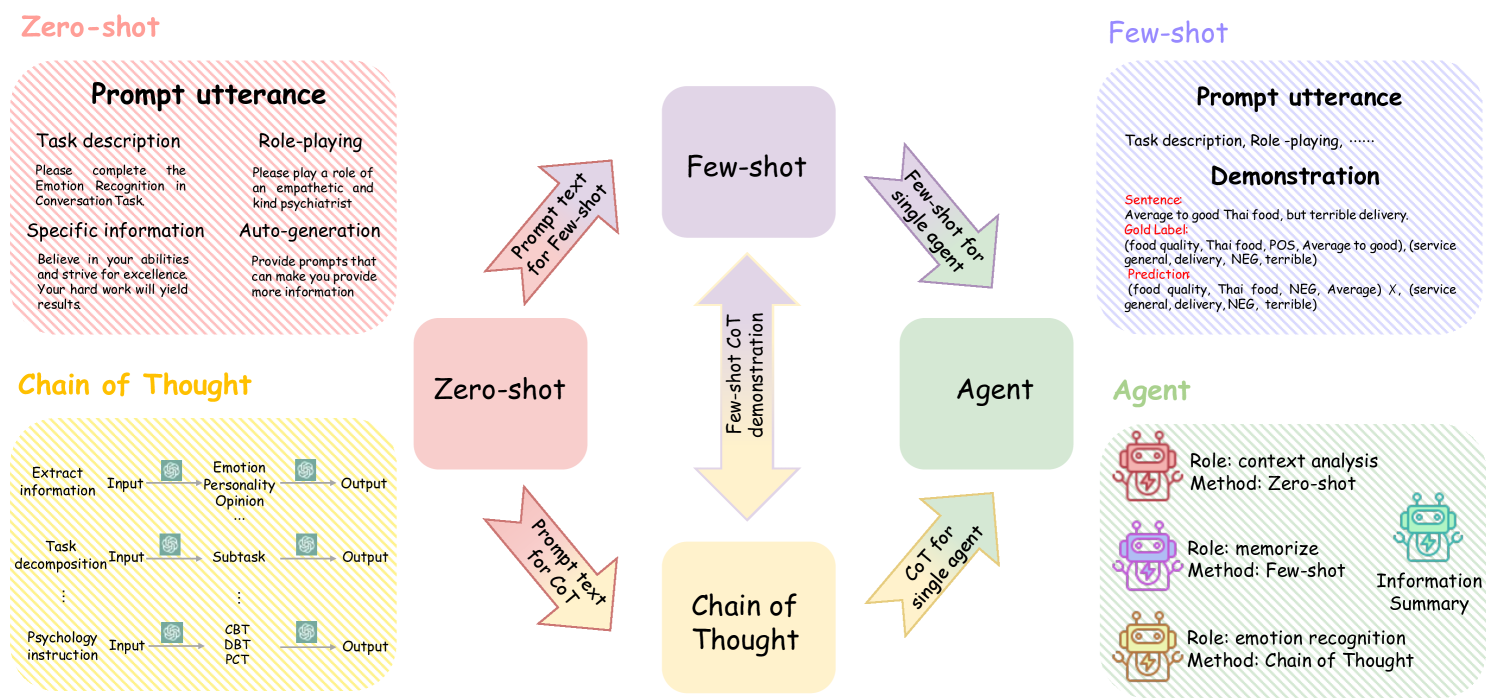 Zero-shot
Prompt utterance
Task description
Please complete the
Emotion Recognition in
Conversation Task.
Role-playing
Please play a role of
an empathetic and
kind psychiatrist
Specific information
Believe in your abilities
and strive for excellence.
Your hard work will yield
results.
Auto-generation
Provide prompts that
can make you provide
more information
Chain of Thought
Extract
information
Input
Emotion
Personality
Opinion
...
Output
Task
decomposition
Input
Subtask
Output
⋮
⋮
Psychology
instruction
Input
CBT
DBT
PCT
Output
Few-shot
Zero-shot
Agent
Chain of
Thought
Prompt text
for Few-shot
Few-shot for
single agent
Few-shot CoT
demonstration
Prompt text
for CoT
CoT for
single agent
Few-shot
Prompt utterance
Task description, Role -playing, ······
Demonstration
Sentence:
Average to good Thai food, but terrible delivery.
Gold Label:
(food quality, Thai food, POS, Average to good), (service
general, delivery, NEG, terrible)
Prediction:
(food quality, Thai food, NEG, Average) X, (service
general, delivery, NEG, terrible)
Agent
Role: context analysis
Method: Zero-shot
Role: memorize
Method: Few-shot
Role: emotion recognition
Method: Chain of Thought
Information
Summary